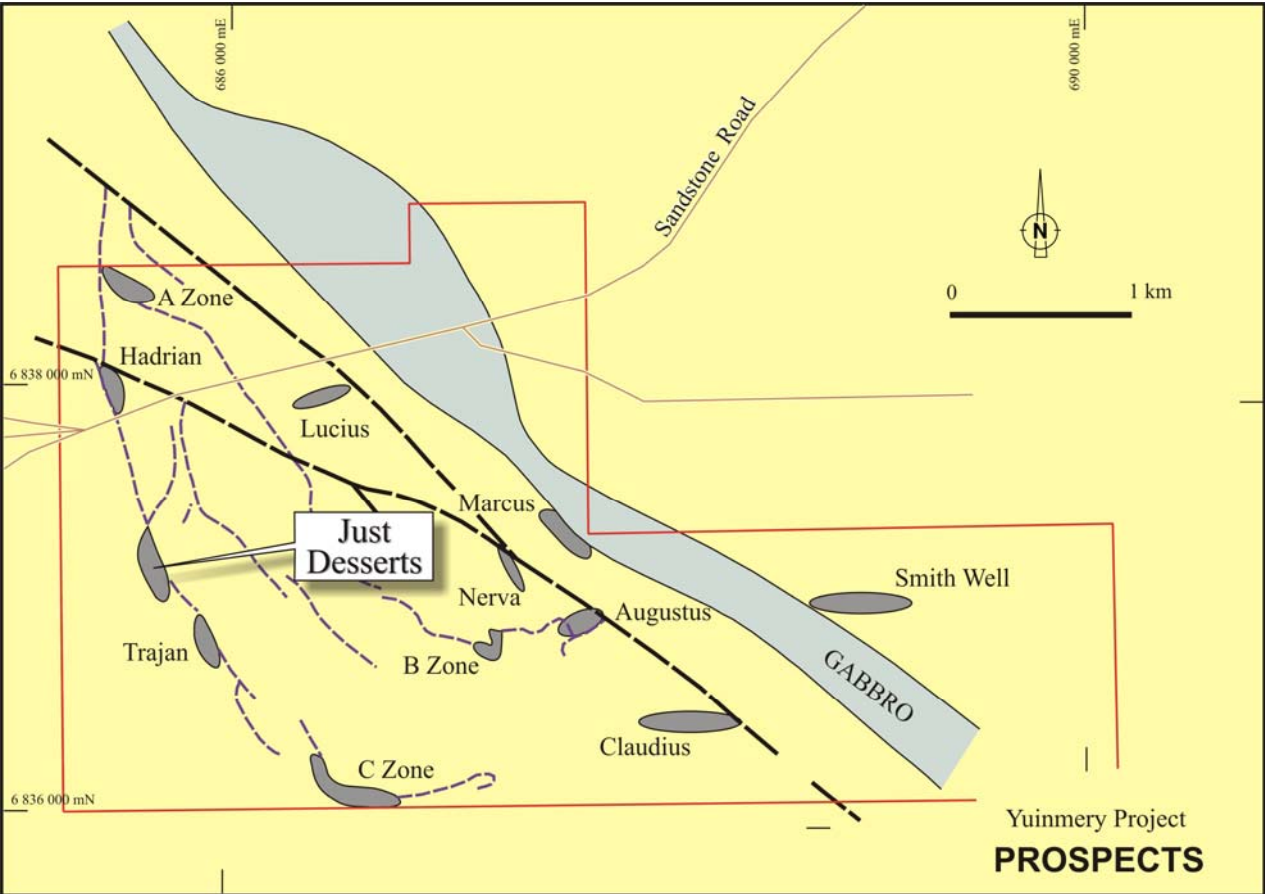 686 000 mE
690 000 mE
Sandstone Road
N
0 1 km
A Zone
Hadrian
6 838 000 mN
Lucius
Marcus
Just
Desserts
Smith Well
Nerva
Augustus
Trajan
B Zone
GABBRO
Claudius
C Zone
6 836 000 mN
Yuinmery Project
PROSPECTS